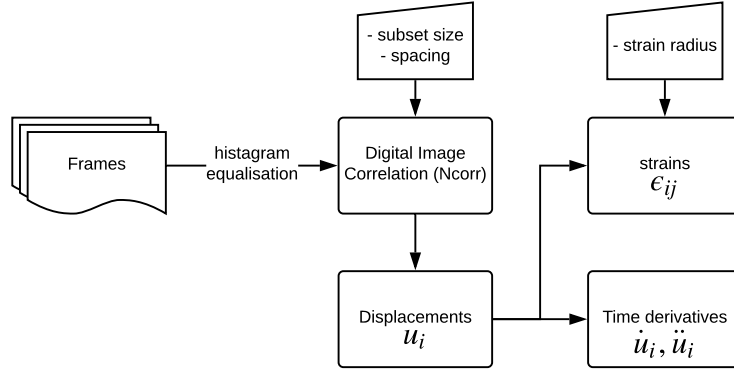 - subset size
- spacing
- strain radius
Frames
histagram
equalisation
Digital Image
Correlation (Ncorr)
strains
ϵij
Displacements
ui
Time derivatives
u̇i, üi